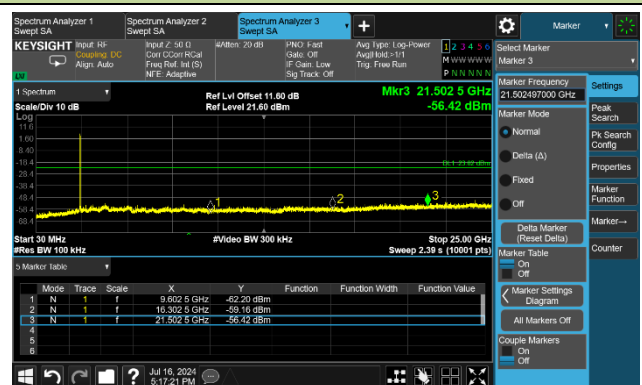 Spectrum Analyzer 1
Swept SA
Spectrum Analyzer 2
Swept SA
Spectrum Analyzer 3
Swept SA
Marker
KEYSIGHT
Input: RF
Coupling: DC
Align: Auto
Input Z: 50 Ω
Corr CCorr RCal
Freq Ref: Int (S)
NFE: Adaptive
#Atten: 20 dB
PNO: Fast
Gate: Off
IF Gain: Low
Sig Track: Off
Avg Type: Log-Power
Avg|Hold:>1/1
Trig: Free Run
1 2 3 4 5 6
M W W W W W
P N N N N N
LW
Select Marker
Marker 3
1 Spectrum
Scale/Div 10 dB
Ref Lvl Offset 11.60 dB
Ref Level 21.60 dBm
Mkr3 21.502 5 GHz
-56.42 dBm
Log
11.6
1.60
-8.40
-18.4
-28.4
-38.4
-48.4
-58.4
-68.4
1
2
3
Start 30 MHz
#Res BW 100 kHz
#Video BW 300 kHz
Stop 25.00 GHz
Sweep 2.39 s (10001 pts)
5 Marker Table
Mode Trace Scale X Y Function Function Width Function Value
1 N 1 f 9.602 5 GHz -62.20 dBm
2 N 1 f 16.302 5 GHz -59.16 dBm
3 N 1 f 21.502 5 GHz -56.42 dBm
4
5
6
Marker Frequency
21.502497000 GHz
Marker Mode
Normal
Delta (Δ)
Fixed
Off
Delta Marker
(Reset Delta)
Marker Table
On
Off
Marker Settings
Diagram
All Markers Off
Couple Markers
On
Off
Settings
Peak
Search
Pk Search
Config
Properties
Marker
Function
Marker→
Counter
?
Jul 16, 2024
5:17:21 PM